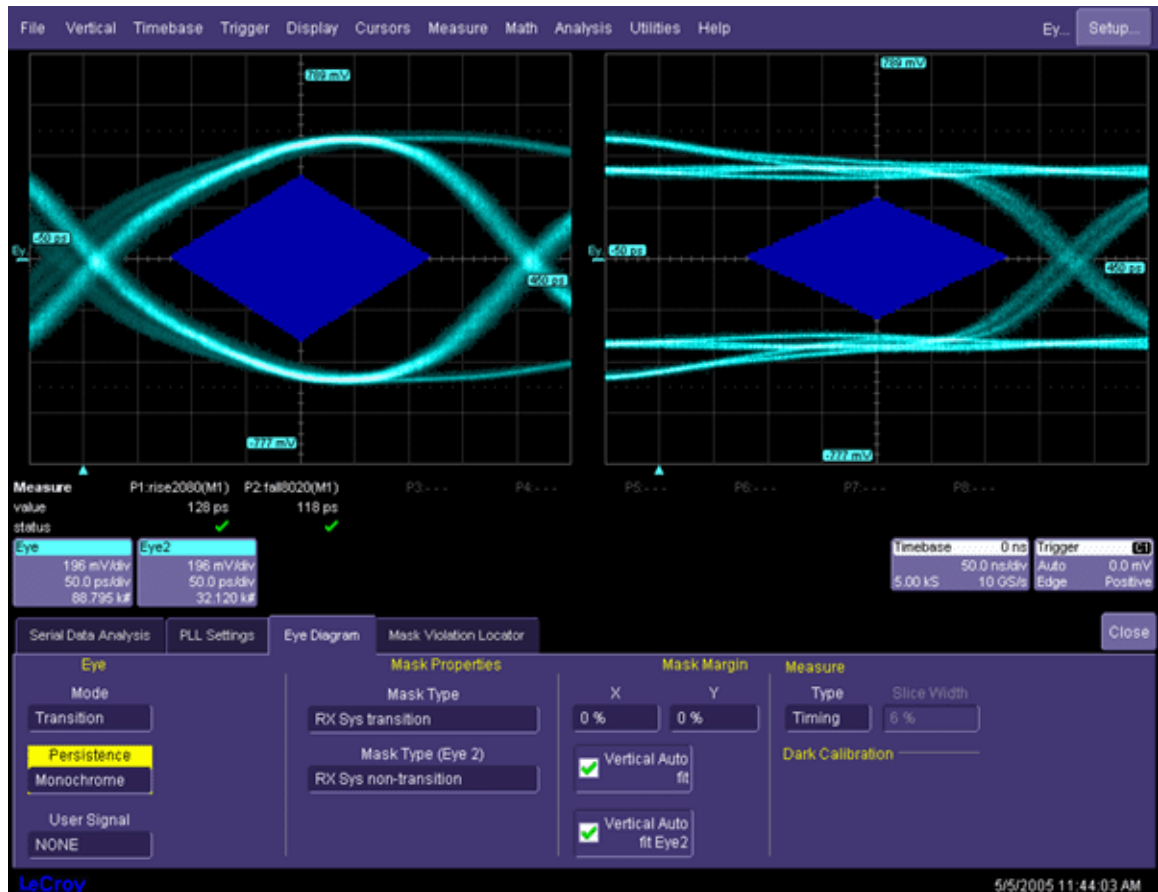 File Vertical Timebase Trigger Display Cursors Measure Math Analysis Utilities Help Ey... Setup...
789 mV 789 mV
-50 ps -50 ps
Ey Ey
460 ps 460 ps
-777 mV -777 mV
Measure P1:rise2080(M1) P2:fall8020(M1) P3:--- P4:--- P5:--- P6:--- P7:--- P8:---
value 128 ps 118 ps
status
Eye Eye2 Timebase 0 ns Trigger C1
196 mV/div 196 mV/div 50.0 ns/div Auto 0.0 mV
50.0 ps/div 50.0 ps/div 5.00 kS 10 GS/s Edge Positive
88.795 k# 32.120 k#
Serial Data Analysis PLL Settings Eye Diagram Mask Violation Locator Close
Eye Mask Properties Mask Margin Measure
Mode Mask Type X Y Type Slice Width
Transition RX Sys transition 0 % 0 % Timing 6 %
Persistence Mask Type (Eye 2) Vertical Auto fit Dark Calibration
Monochrome RX Sys non-transition
User Signal Vertical Auto fit Eye2
NONE
LeCroy 5/5/2005 11:44:03 AM